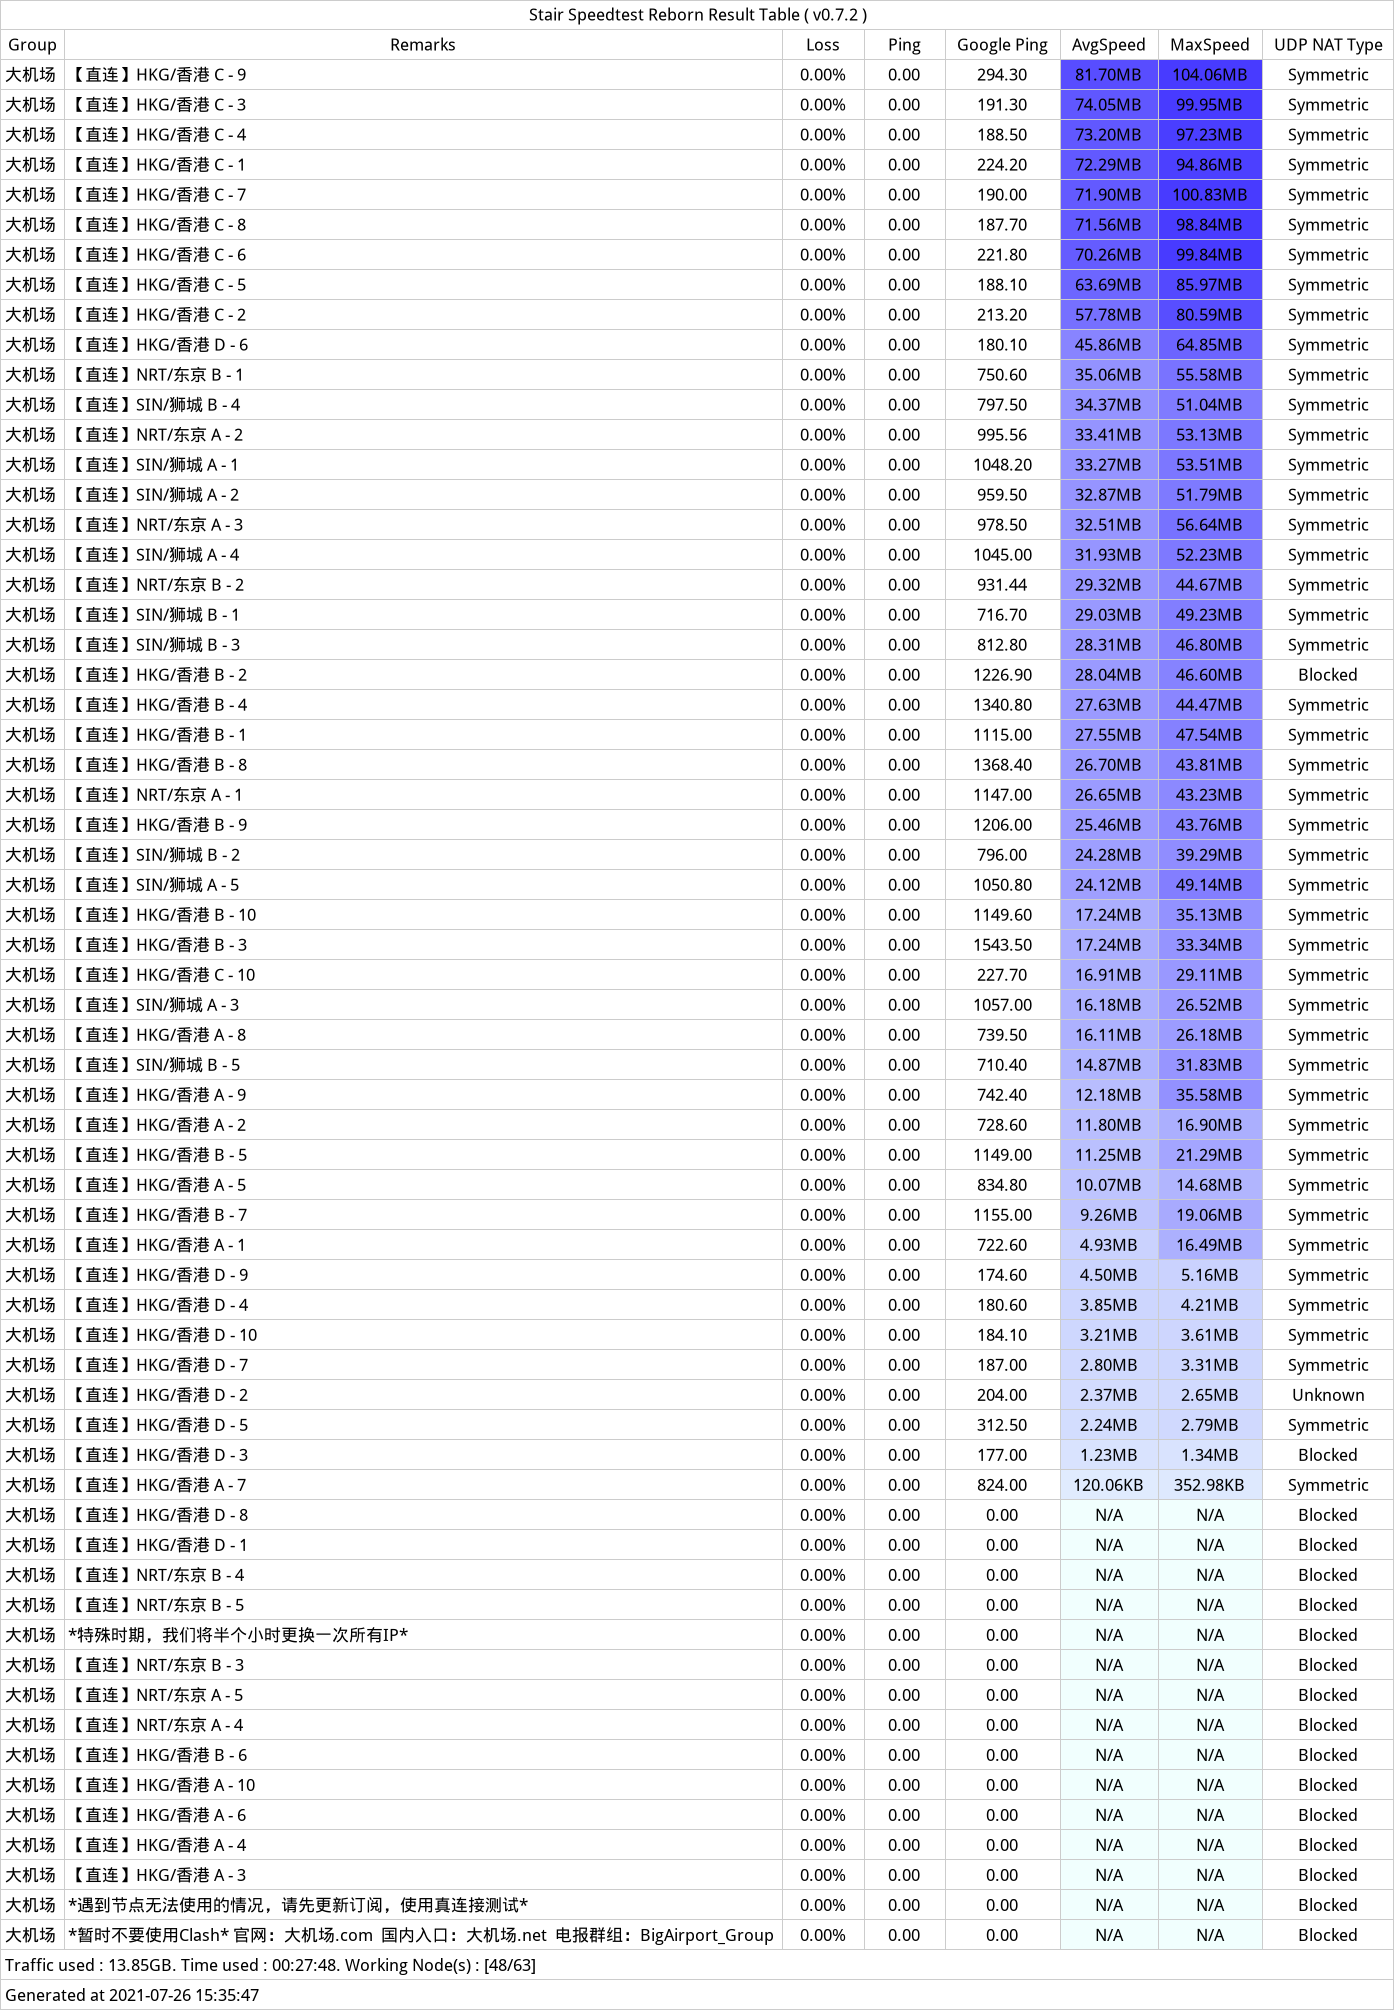 Stair Speedtest Reborn Result Table ( v0.7.2 )
Group Remarks Loss Ping Google Ping AvgSpeed MaxSpeed UDP NAT Type
大机场 【直连】HKG/香港 C - 9 0.00% 0.00 294.30 81.70MB 104.06MB Symmetric
大机场 【直连】HKG/香港 C - 3 0.00% 0.00 191.30 74.05MB 99.95MB Symmetric
大机场 【直连】HKG/香港 C - 4 0.00% 0.00 188.50 73.20MB 97.23MB Symmetric
大机场 【直连】HKG/香港 C - 1 0.00% 0.00 224.20 72.29MB 94.86MB Symmetric
大机场 【直连】HKG/香港 C - 7 0.00% 0.00 190.00 71.90MB 100.83MB Symmetric
大机场 【直连】HKG/香港 C - 8 0.00% 0.00 187.70 71.56MB 98.84MB Symmetric
大机场 【直连】HKG/香港 C - 6 0.00% 0.00 221.80 70.26MB 99.84MB Symmetric
大机场 【直连】HKG/香港 C - 5 0.00% 0.00 188.10 63.69MB 85.97MB Symmetric
大机场 【直连】HKG/香港 C - 2 0.00% 0.00 213.20 57.78MB 80.59MB Symmetric
大机场 【直连】HKG/香港 D - 6 0.00% 0.00 180.10 45.86MB 64.85MB Symmetric
大机场 【直连】NRT/东京 B - 1 0.00% 0.00 750.60 35.06MB 55.58MB Symmetric
大机场 【直连】SIN/狮城 B - 4 0.00% 0.00 797.50 34.37MB 51.04MB Symmetric
大机场 【直连】NRT/东京 A - 2 0.00% 0.00 995.56 33.41MB 53.13MB Symmetric
大机场 【直连】SIN/狮城 A - 1 0.00% 0.00 1048.20 33.27MB 53.51MB Symmetric
大机场 【直连】SIN/狮城 A - 2 0.00% 0.00 959.50 32.87MB 51.79MB Symmetric
大机场 【直连】NRT/东京 A - 3 0.00% 0.00 978.50 32.51MB 56.64MB Symmetric
大机场 【直连】SIN/狮城 A - 4 0.00% 0.00 1045.00 31.93MB 52.23MB Symmetric
大机场 【直连】NRT/东京 B - 2 0.00% 0.00 931.44 29.32MB 44.67MB Symmetric
大机场 【直连】SIN/狮城 B - 1 0.00% 0.00 716.70 29.03MB 49.23MB Symmetric
大机场 【直连】SIN/狮城 B - 3 0.00% 0.00 812.80 28.31MB 46.80MB Symmetric
大机场 【直连】HKG/香港 B - 2 0.00% 0.00 1226.90 28.04MB 46.60MB Blocked
大机场 【直连】HKG/香港 B - 4 0.00% 0.00 1340.80 27.63MB 44.47MB Symmetric
大机场 【直连】HKG/香港 B - 1 0.00% 0.00 1115.00 27.55MB 47.54MB Symmetric
大机场 【直连】HKG/香港 B - 8 0.00% 0.00 1368.40 26.70MB 43.81MB Symmetric
大机场 【直连】NRT/东京 A - 1 0.00% 0.00 1147.00 26.65MB 43.23MB Symmetric
大机场 【直连】HKG/香港 B - 9 0.00% 0.00 1206.00 25.46MB 43.76MB Symmetric
大机场 【直连】SIN/狮城 B - 2 0.00% 0.00 796.00 24.28MB 39.29MB Symmetric
大机场 【直连】SIN/狮城 A - 5 0.00% 0.00 1050.80 24.12MB 49.14MB Symmetric
大机场 【直连】HKG/香港 B - 10 0.00% 0.00 1149.60 17.24MB 35.13MB Symmetric
大机场 【直连】HKG/香港 B - 3 0.00% 0.00 1543.50 17.24MB 33.34MB Symmetric
大机场 【直连】HKG/香港 C - 10 0.00% 0.00 227.70 16.91MB 29.11MB Symmetric
大机场 【直连】SIN/狮城 A - 3 0.00% 0.00 1057.00 16.18MB 26.52MB Symmetric
大机场 【直连】HKG/香港 A - 8 0.00% 0.00 739.50 16.11MB 26.18MB Symmetric
大机场 【直连】SIN/狮城 B - 5 0.00% 0.00 710.40 14.87MB 31.83MB Symmetric
大机场 【直连】HKG/香港 A - 9 0.00% 0.00 742.40 12.18MB 35.58MB Symmetric
大机场 【直连】HKG/香港 A - 2 0.00% 0.00 728.60 11.80MB 16.90MB Symmetric
大机场 【直连】HKG/香港 B - 5 0.00% 0.00 1149.00 11.25MB 21.29MB Symmetric
大机场 【直连】HKG/香港 A - 5 0.00% 0.00 834.80 10.07MB 14.68MB Symmetric
大机场 【直连】HKG/香港 B - 7 0.00% 0.00 1155.00 9.26MB 19.06MB Symmetric
大机场 【直连】HKG/香港 A - 1 0.00% 0.00 722.60 4.93MB 16.49MB Symmetric
大机场 【直连】HKG/香港 D - 9 0.00% 0.00 174.60 4.50MB 5.16MB Symmetric
大机场 【直连】HKG/香港 D - 4 0.00% 0.00 180.60 3.85MB 4.21MB Symmetric
大机场 【直连】HKG/香港 D - 10 0.00% 0.00 184.10 3.21MB 3.61MB Symmetric
大机场 【直连】HKG/香港 D - 7 0.00% 0.00 187.00 2.80MB 3.31MB Symmetric
大机场 【直连】HKG/香港 D - 2 0.00% 0.00 204.00 2.37MB 2.65MB Unknown
大机场 【直连】HKG/香港 D - 5 0.00% 0.00 312.50 2.24MB 2.79MB Symmetric
大机场 【直连】HKG/香港 D - 3 0.00% 0.00 177.00 1.23MB 1.34MB Blocked
大机场 【直连】HKG/香港 A - 7 0.00% 0.00 824.00 120.06KB 352.98KB Symmetric
大机场 【直连】HKG/香港 D - 8 0.00% 0.00 0.00 N/A N/A Blocked
大机场 【直连】HKG/香港 D - 1 0.00% 0.00 0.00 N/A N/A Blocked
大机场 【直连】NRT/东京 B - 4 0.00% 0.00 0.00 N/A N/A Blocked
大机场 【直连】NRT/东京 B - 5 0.00% 0.00 0.00 N/A N/A Blocked
大机场 *特殊时期，我们将半个小时更换一次所有IP* 0.00% 0.00 0.00 N/A N/A Blocked
大机场 【直连】NRT/东京 B - 3 0.00% 0.00 0.00 N/A N/A Blocked
大机场 【直连】NRT/东京 A - 5 0.00% 0.00 0.00 N/A N/A Blocked
大机场 【直连】NRT/东京 A - 4 0.00% 0.00 0.00 N/A N/A Blocked
大机场 【直连】HKG/香港 B - 6 0.00% 0.00 0.00 N/A N/A Blocked
大机场 【直连】HKG/香港 A - 10 0.00% 0.00 0.00 N/A N/A Blocked
大机场 【直连】HKG/香港 A - 6 0.00% 0.00 0.00 N/A N/A Blocked
大机场 【直连】HKG/香港 A - 4 0.00% 0.00 0.00 N/A N/A Blocked
大机场 【直连】HKG/香港 A - 3 0.00% 0.00 0.00 N/A N/A Blocked
大机场 *遇到节点无法使用的情况，请先更新订阅，使用真连接测试* 0.00% 0.00 0.00 N/A N/A Blocked
大机场 *暂时不要使用Clash* 官网：大机场.com 国内入口：大机场.net 电报群组：BigAirport_Group 0.00% 0.00 0.00 N/A N/A Blocked
Traffic used : 13.85GB. Time used : 00:27:48. Working Node(s) : [48/63]
Generated at 2021-07-26 15:35:47